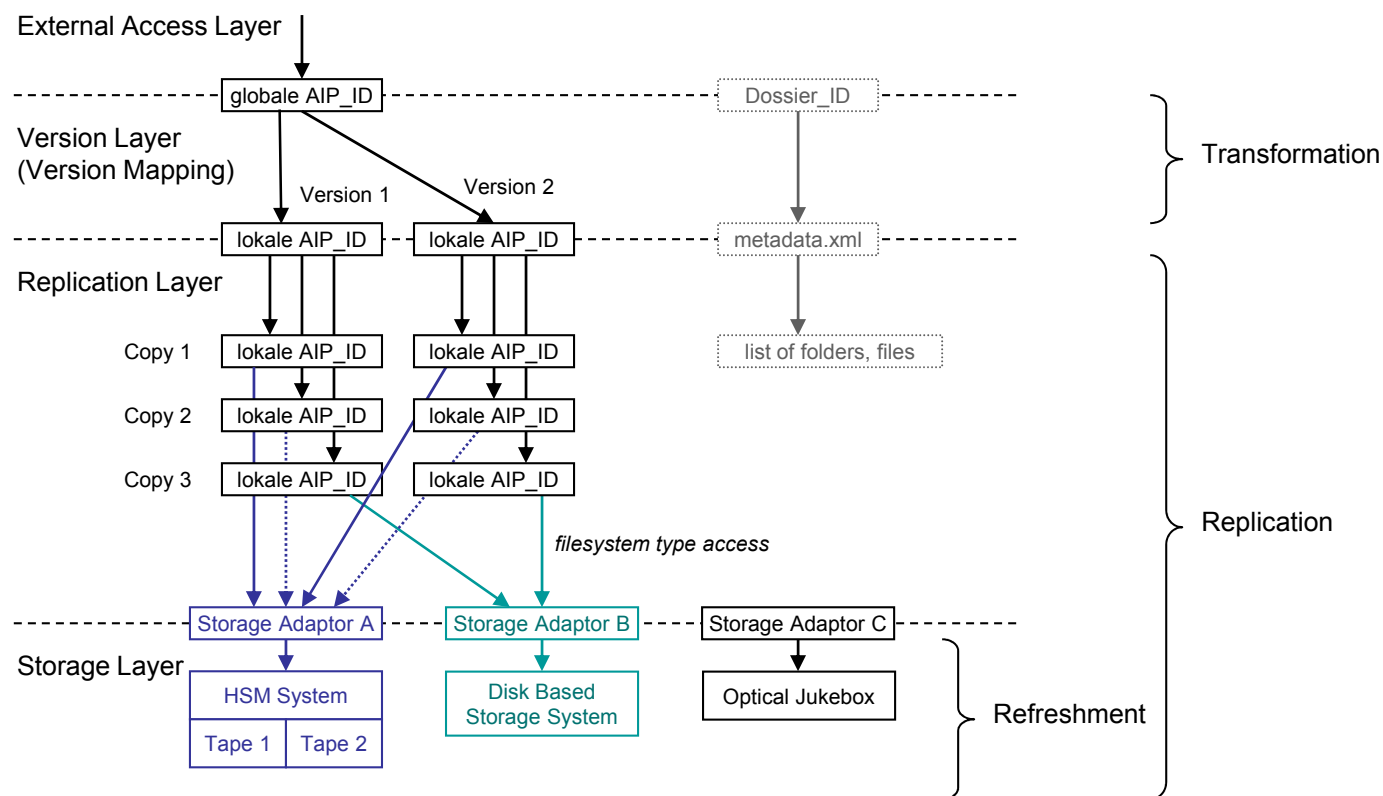 External Access Layer
globale AIP_ID
Dossier_ID
Version Layer
(Version Mapping)
Transformation
Version 1
Version 2
lokale AIP_ID
lokale AIP_ID
metadata.xml
Replication Layer
Copy 1
lokale AIP_ID
lokale AIP_ID
list of folders, files
Copy 2
lokale AIP_ID
lokale AIP_ID
Copy 3
lokale AIP_ID
lokale AIP_ID
Replication
filesystem type access
Storage Adaptor A
Storage Adaptor B
Storage Adaptor C
Storage Layer
HSM System
Disk Based
Storage System
Optical Jukebox
Refreshment
Tape 1
Tape 2